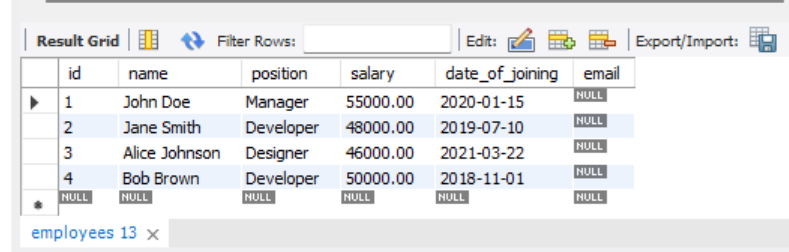 Result Grid Filter Rows: Edit: Export/Import:
id name position salary date_of_joining email
1 John Doe Manager 55000.00 2020-01-15 NULL
2 Jane Smith Developer 48000.00 2019-07-10 NULL
3 Alice Johnson Designer 46000.00 2021-03-22 NULL
4 Bob Brown Developer 50000.00 2018-11-01 NULL
NULL NULL NULL NULL NULL NULL
employees 13